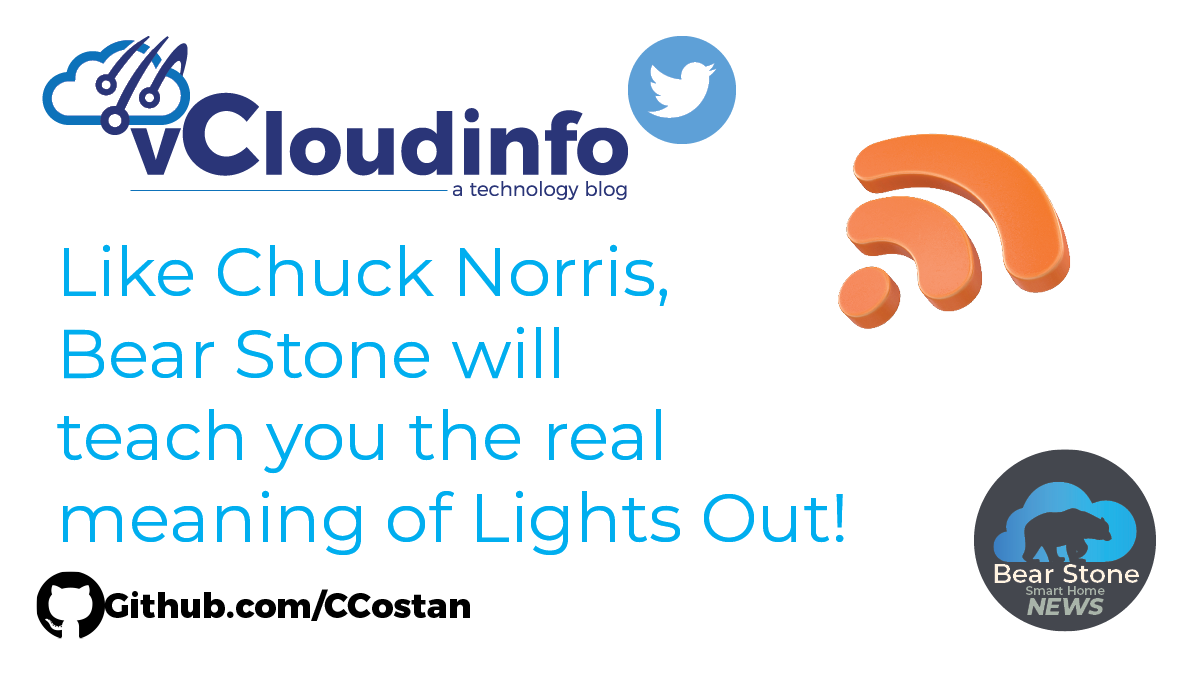 vCloudinfo
a technology blog
Like Chuck Norris,
Bear Stone will
teach you the real
meaning of Lights Out!
Github.com/CCostan
Bear Stone
Smart Home
NEWS